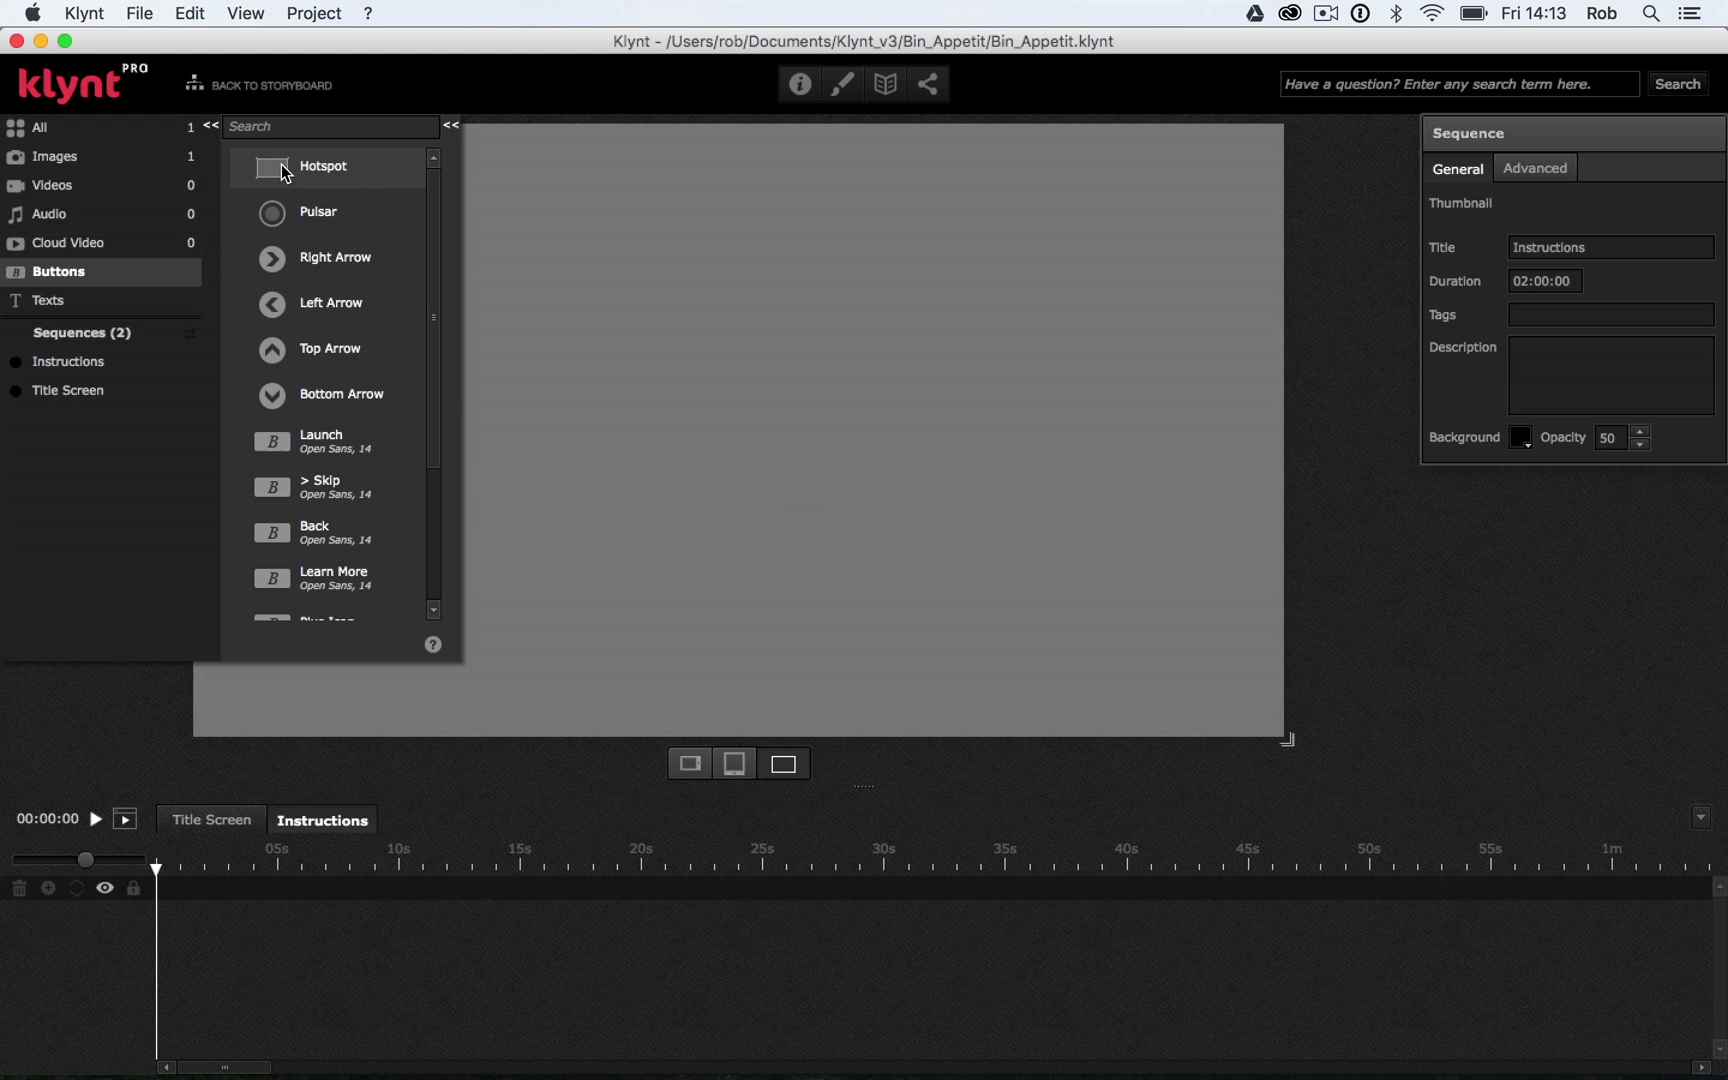 Klynt File Edit View Project ? Fri 14:13 Rob
Klynt - /Users/rob/Documents/Klynt_v3/Bin_Appetit/Bin_Appetit.klynt
klynt PRO
BACK TO STORYBOARD
Have a question? Enter any search term here.
Search
All 1 <<
Images 1
Videos 0
Audio 0
Cloud Video 0
B Buttons
T Texts
Sequences (2)
Instructions
Title Screen
Search <<
Hotspot
Pulsar
Right Arrow
Left Arrow
Top Arrow
Bottom Arrow
B Launch
Open Sans, 14
B > Skip
Open Sans, 14
B Back
Open Sans, 14
B Learn More
Open Sans, 14
?
Sequence
General Advanced
Thumbnail
Title Instructions
Duration 02:00:00
Tags
Description
Background Opacity 50
00:00:00
Title Screen Instructions
05s 10s 15s 20s 25s 30s 35s 40s 45s 50s 55s 1m